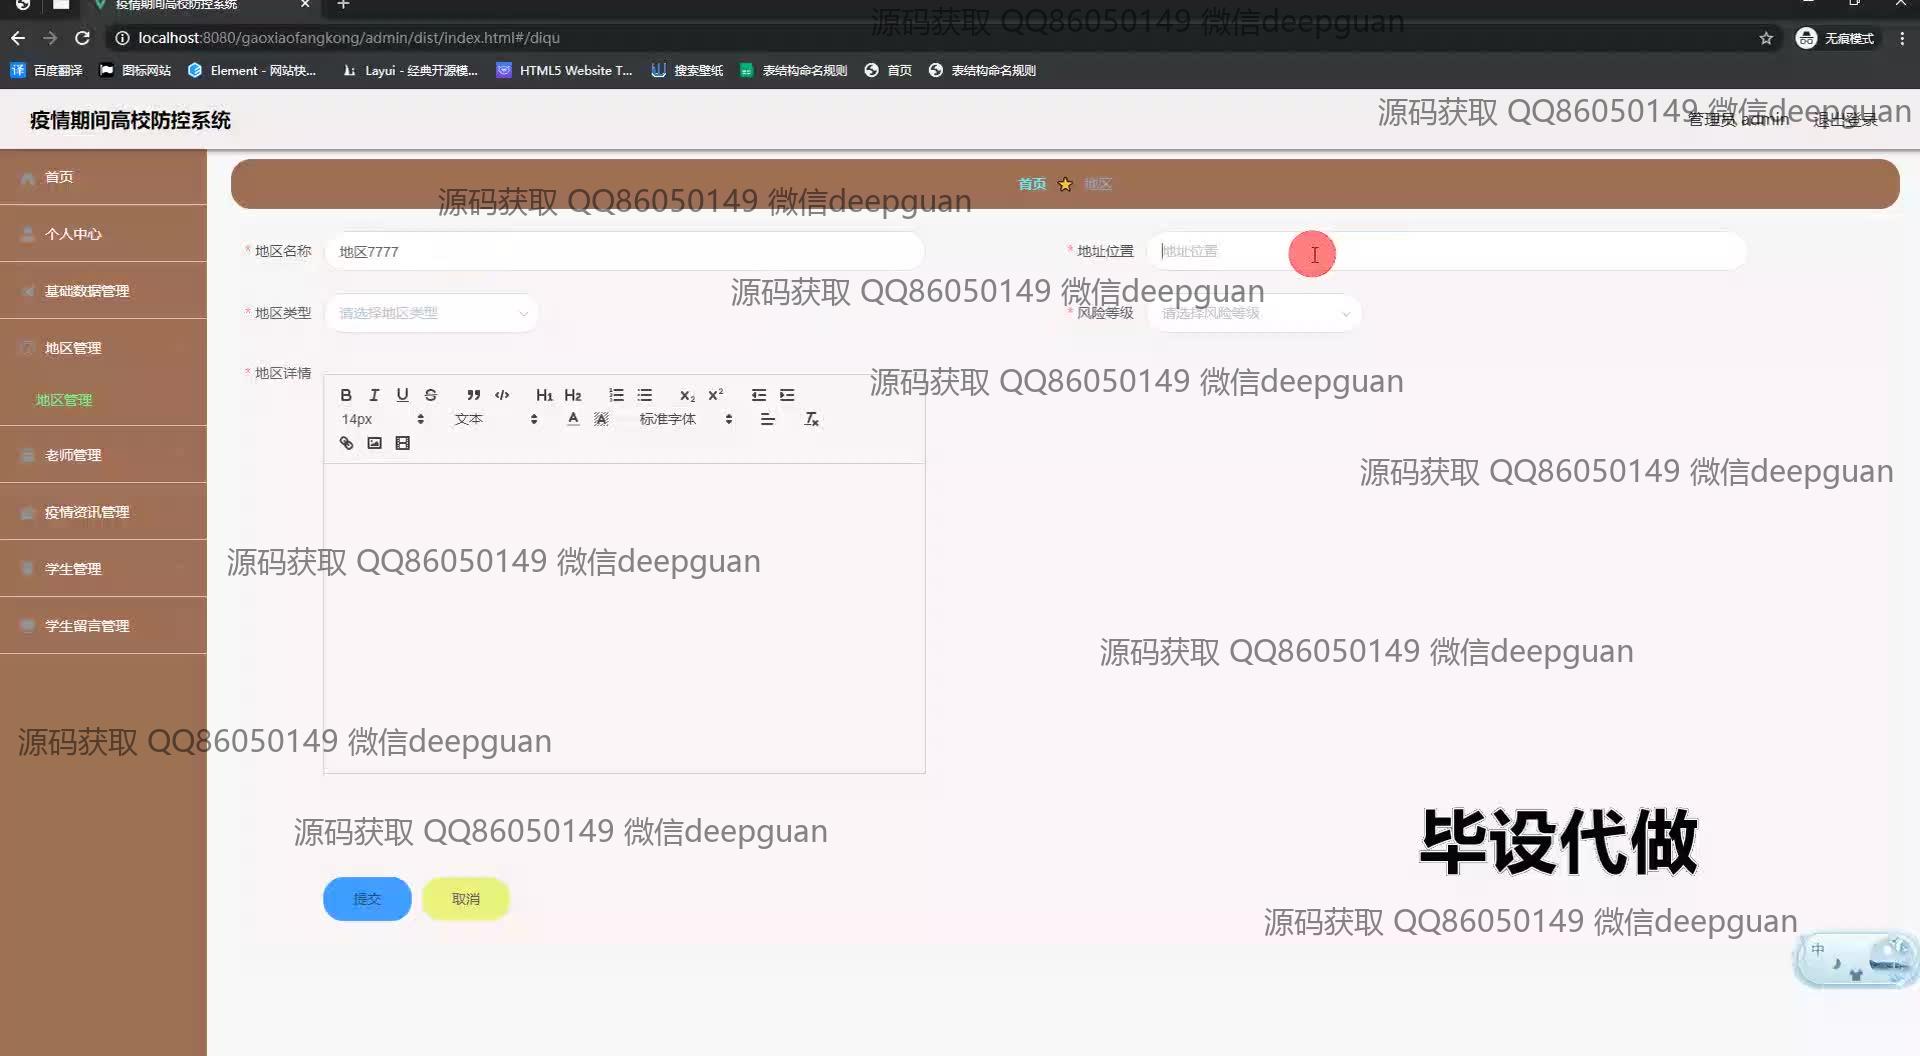 疫情期间高校防控系统
localhost:8080/gaoxiaofangkong/admin/dist/index.html#/diqu
无痕模式
百度翻译
图标网站
Element - 网站快...
Layui - 经典开源模...
HTML5 Website T...
搜索壁纸
表结构命名规则
首页
表结构命名规则
源码获取 QQ86050149 微信deepguan
疫情期间高校防控系统
管理员 admin
退出登录
源码获取 QQ86050149 微信deepguan
首页
个人中心
基础数据管理
地区管理
地区管理
老师管理
疫情资讯管理
学生管理
学生留言管理
首页 地区
源码获取 QQ86050149 微信deepguan
* 地区名称 地区7777
* 地址位置 地址位置
源码获取 QQ86050149 微信deepguan
* 地区类型 请选择地区类型
* 风险等级 请选择风险等级
* 地区详情
B I U S H1 H2 x2 x2
14px 文本 A A 标准字体 Tx
源码获取 QQ86050149 微信deepguan
源码获取 QQ86050149 微信deepguan
源码获取 QQ86050149 微信deepguan
源码获取 QQ86050149 微信deepguan
源码获取 QQ86050149 微信deepguan
源码获取 QQ86050149 微信deepguan
毕设代做
提交 取消
源码获取 QQ86050149 微信deepguan
中